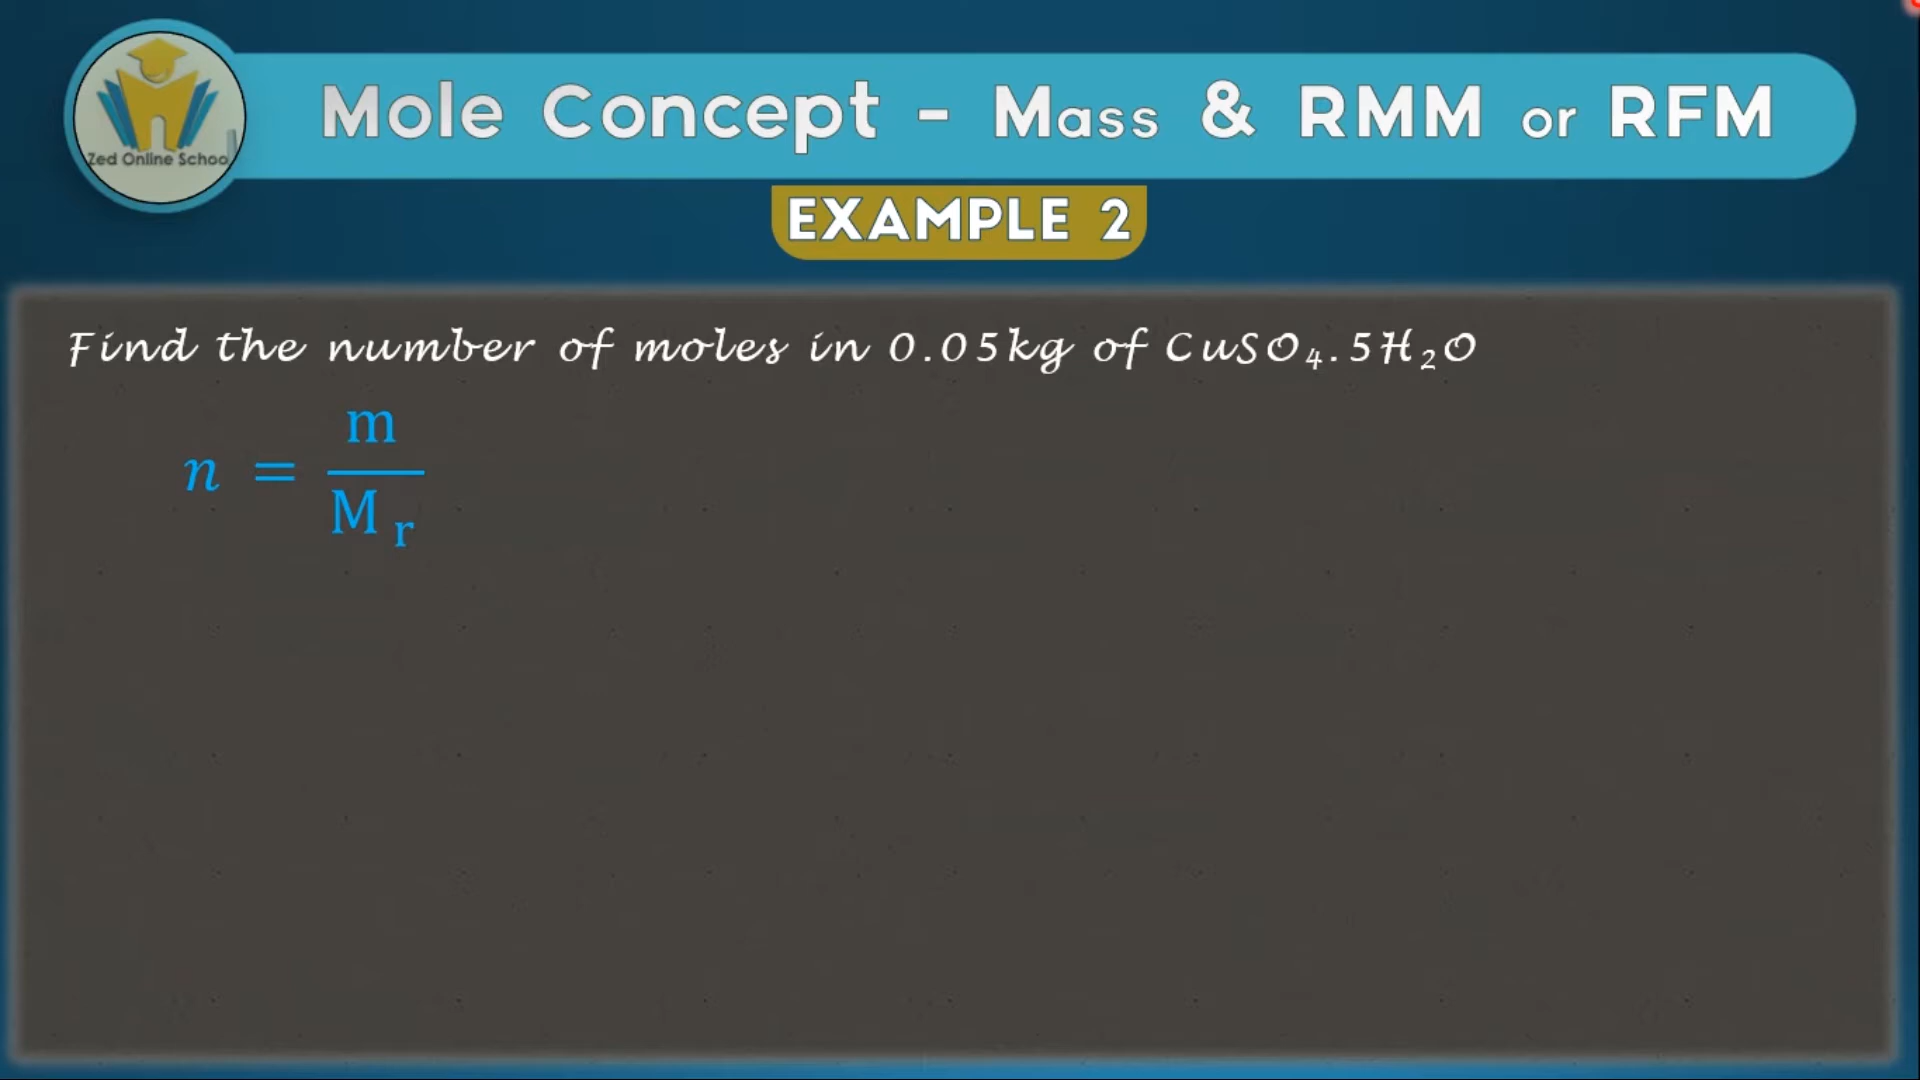 Mole Concept - Mass & RMM or RFM
Zed Online School
EXAMPLE 2
Find the number of moles in 0.05kg of CuSO₄.5H₂O
n = m / M r